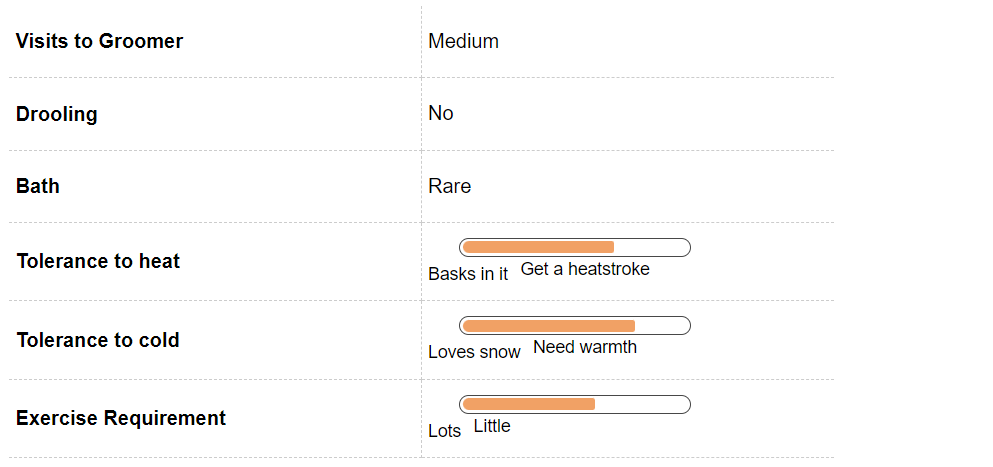 Visits to Groomer Medium
Drooling No
Bath Rare
Tolerance to heat Basks in it Get a heatstroke
Tolerance to cold Loves snow Need warmth
Exercise Requirement Lots Little